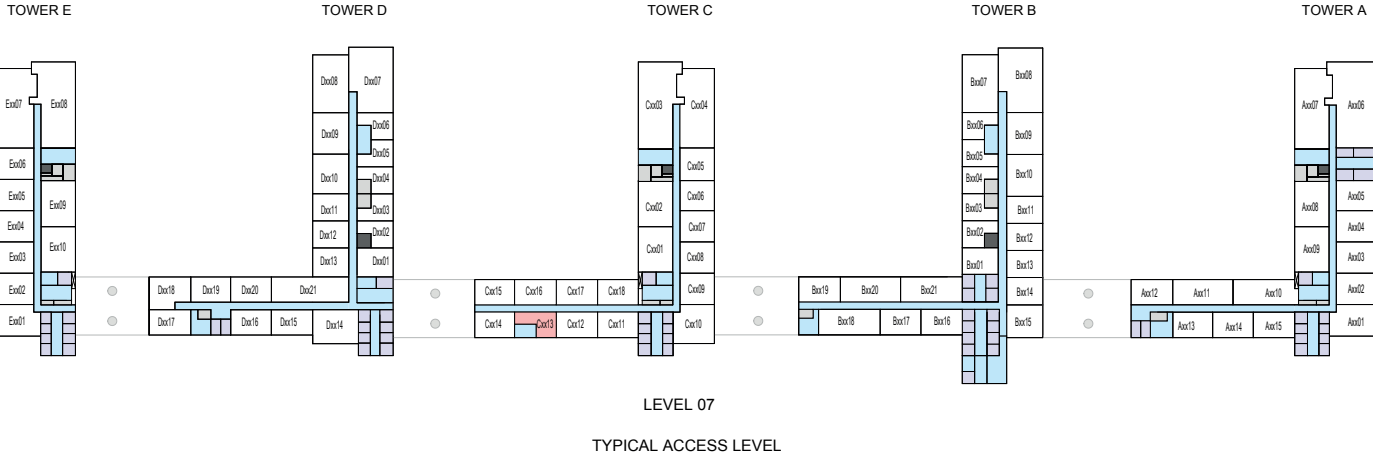 TOWER E TOWER D TOWER C TOWER B TOWER A
Exx07 Exx08
Exx06
Exx05 Exx09
Exx04
Exx03 Exx10
Exx02
Exx01
Dxx08 Dxx07
Dxx09 Dxx06
Dxx05
Dxx10 Dxx04
Dxx11 Dxx03
Dxx12 Dxx02
Dxx13 Dxx01
Dxx18 Dxx19 Dxx20 Dxx21
Dxx17 Dxx16 Dxx15 Dxx14
Cxx03 Cxx04
Cxx05
Cxx02 Cxx06
Cxx07
Cxx01 Cxx08
Cxx15 Cxx16 Cxx17 Cxx18 Cxx09
Cxx14 Cxx13 Cxx12 Cxx11 Cxx10
Bxx07 Bxx08
Bxx06 Bxx09
Bxx05
Bxx04 Bxx10
Bxx03 Bxx11
Bxx02 Bxx12
Bxx01 Bxx13
Bxx19 Bxx20 Bxx21 Bxx14
Bxx18 Bxx17 Bxx16 Bxx15
Axx07 Axx06
Axx08 Axx05
Axx04
Axx09 Axx03
Axx12 Axx11 Axx10 Axx02
Axx13 Axx14 Axx15 Axx01
LEVEL 07
TYPICAL ACCESS LEVEL